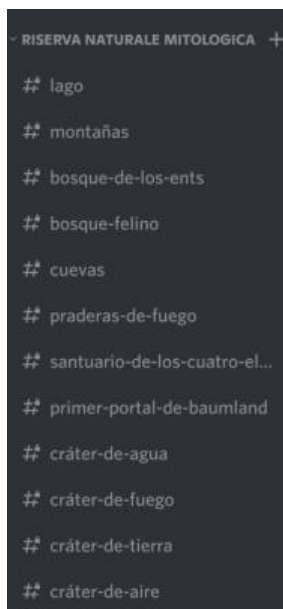 RISERVA NATURALE MITOLOGICA +
# lago
# montañas
# bosque-de-los-ents
# bosque-felino
# cuevas
# praderas-de-fuego
# santuario-de-los-cuatro-el...
# primer-portal-de-baumland
# cráter-de-agua
# cráter-de-fuego
# cráter-de-tierra
# cráter-de-aire